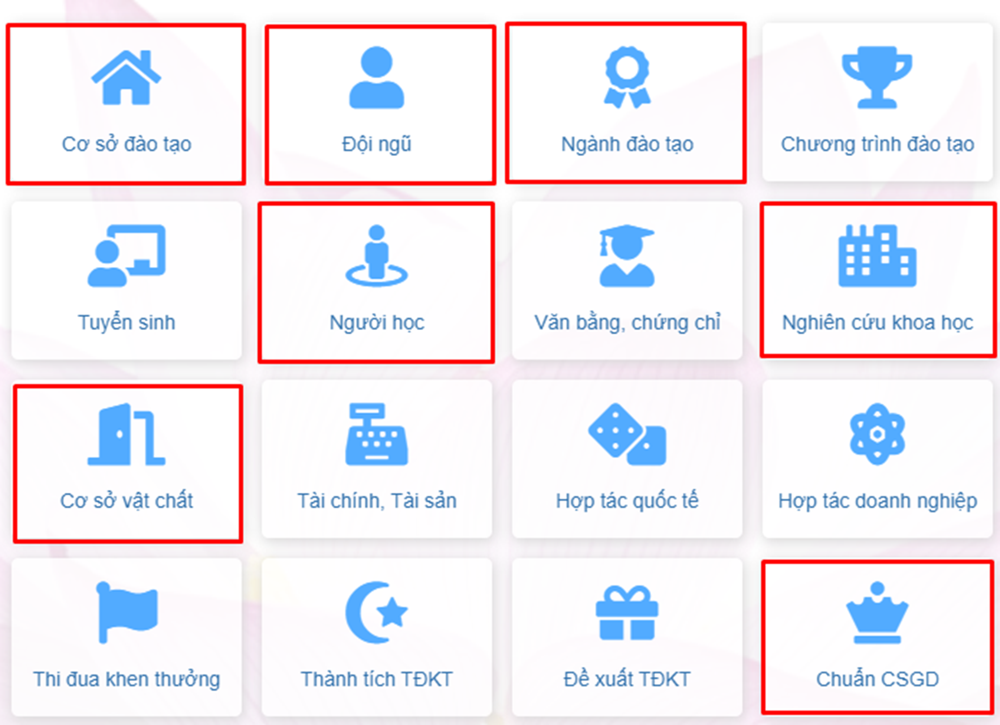 Cơ sở đào tạo
Đội ngũ
Ngành đào tạo
Chương trình đào tạo
Tuyển sinh
Người học
Văn bằng, chứng chỉ
Nghiên cứu khoa học
Cơ sở vật chất
Tài chính, Tài sản
Hợp tác quốc tế
Hợp tác doanh nghiệp
Thi đua khen thưởng
Thành tích TĐKT
Đề xuất TĐKT
Chuẩn CSGD